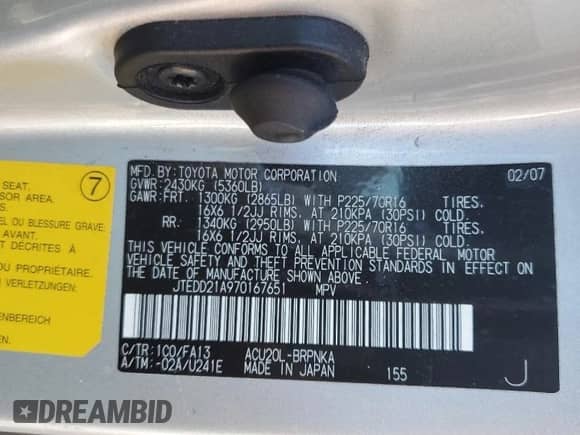 SEAT.
SOR AREA.
EL OU BLESSURE GRAVE:
AVANT.
T DÉCRITES À
U PROPRIÉTAIRE.
N VERLETZUNGEN.
ENBEREICH
EN.
7
MFD.BY:TOYOTA MOTOR CORPORATION 02/07
GVWR:2430KG (5360LB)
GAWR:FRT. 1300KG (2865LB) WITH P225/70R16 TIRES.
16X6 1/2JJ RIMS. AT 210KPA (30PSI) COLD.
RR. 1340KG (2950LB) WITH P225/70R16 TIRES.
16X6 1/2JJ RIMS. AT 210KPA (30PSI) COLD.
THIS VEHICLE CONFORMS TO ALL APPLICABLE FEDERAL MOTOR
VEHICLE SAFETY AND THEFT PREVENTION STANDARDS IN EFFECT ON
THE DATE OF MANUFACTURE SHOWN ABOVE.
JTEDD21A970167651 MPV
C/TR:1C0/FA13 ACU20L-BRPNKA
A/TM:-02A/U241E MADE IN JAPAN 155 J
DREAMBID